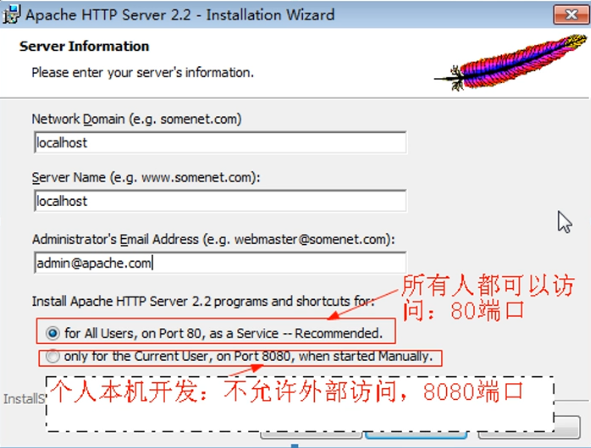 Apache HTTP Server 2.2 - Installation Wizard
Server Information
Please enter your server's information.
Network Domain (e.g. somenet.com)
localhost
Server Name (e.g. www.somenet.com):
localhost
Administrator's Email Address (e.g. webmaster@somenet.com):
admin@apache.com
Install Apache HTTP Server 2.2 programs and shortcuts for:
所有人都可以访
问：80端口
for All Users, on Port 80, as a Service -- Recommended.
only for the Current User, on Port 8080, when started Manually.
个人本机开发：不允许外部访问，8080端口
InstallS